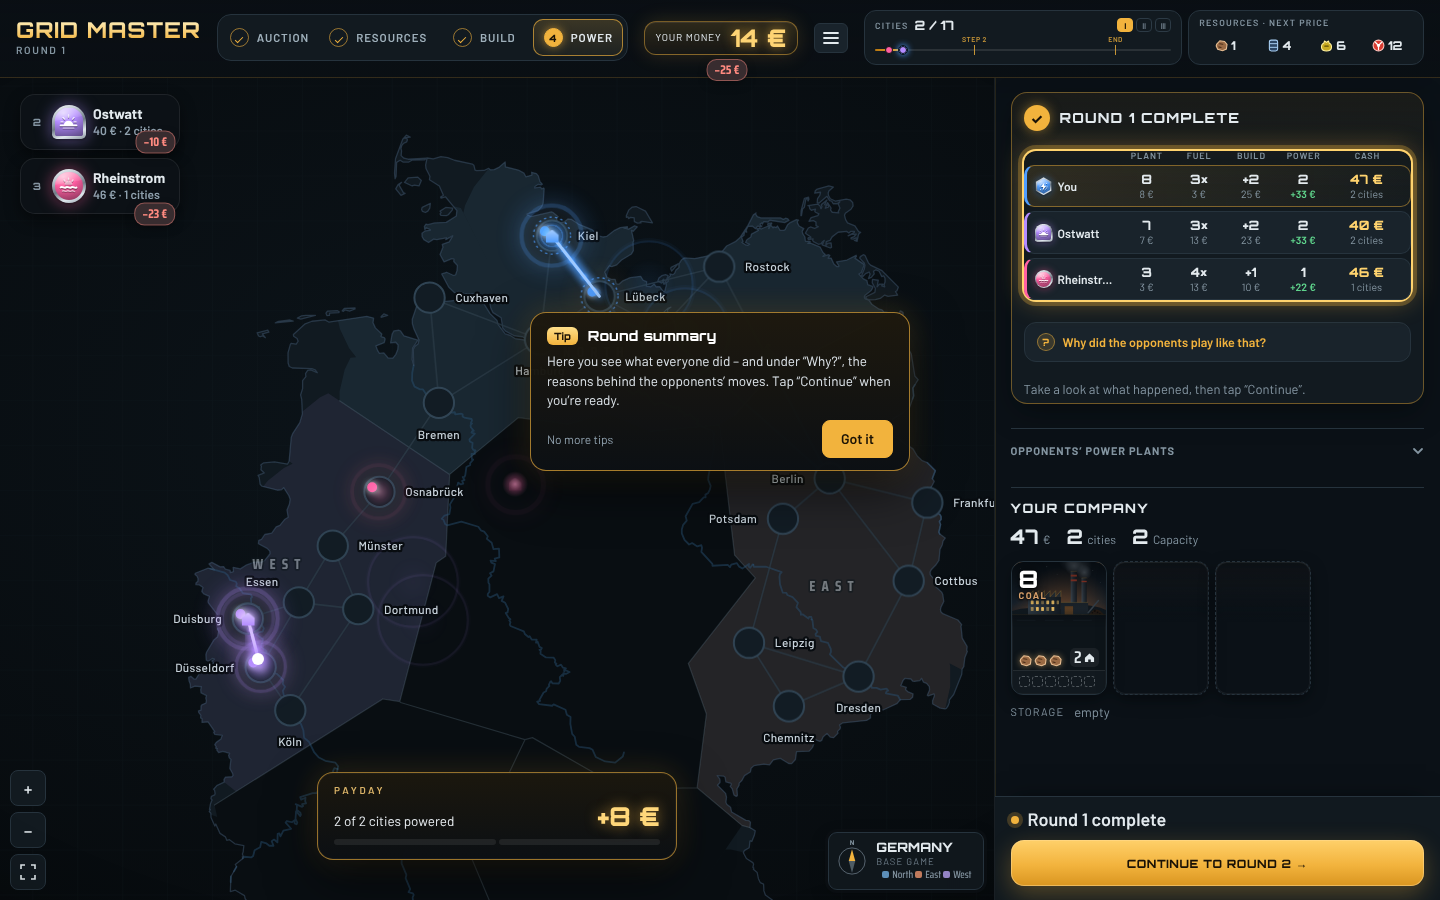 GRID MASTER
ROUND 1
AUCTION
RESOURCES
BUILD
4 POWER
YOUR MONEY 14 €
-25 €
CITIES 2 / 17
I II III
STEP 2
END
RESOURCES · NEXT PRICE
1 4 6 12
2 Ostwatt
40 € · 2 cities
-10 €
3 Rheinstrom
46 € · 1 cities
-23 €
Kiel
Rostock
Lübeck
Cuxhaven
Bremen
Osnabrück
Berlin
Frankfu
Potsdam
Münster
WEST
Essen
EAST
Cottbus
Dortmund
Duisburg
Leipzig
Düsseldorf
Dresden
Köln
Chemnitz
Tip Round summary
Here you see what everyone did – and under “Why?”, the
reasons behind the opponents’ moves. Tap “Continue” when
you’re ready.
No more tips
Got it
PAYDAY
2 of 2 cities powered
+8 €
+
−
N
GERMANY
BASE GAME
North East West
ROUND 1 COMPLETE
PLANT FUEL BUILD POWER CASH
You 8 3x +2 2 47 €
8 € 3 € 25 € +33 € 2 cities
Ostwatt 7 3x +2 2 40 €
7 € 13 € 23 € +33 € 2 cities
Rheinstr... 3 4x +1 1 46 €
3 € 13 € 10 € +22 € 1 cities
? Why did the opponents play like that?
Take a look at what happened, then tap “Continue”.
OPPONENTS’ POWER PLANTS
YOUR COMPANY
47 € 2 cities 2 Capacity
8
COAL
2
STORAGE empty
Round 1 complete
CONTINUE TO ROUND 2 →